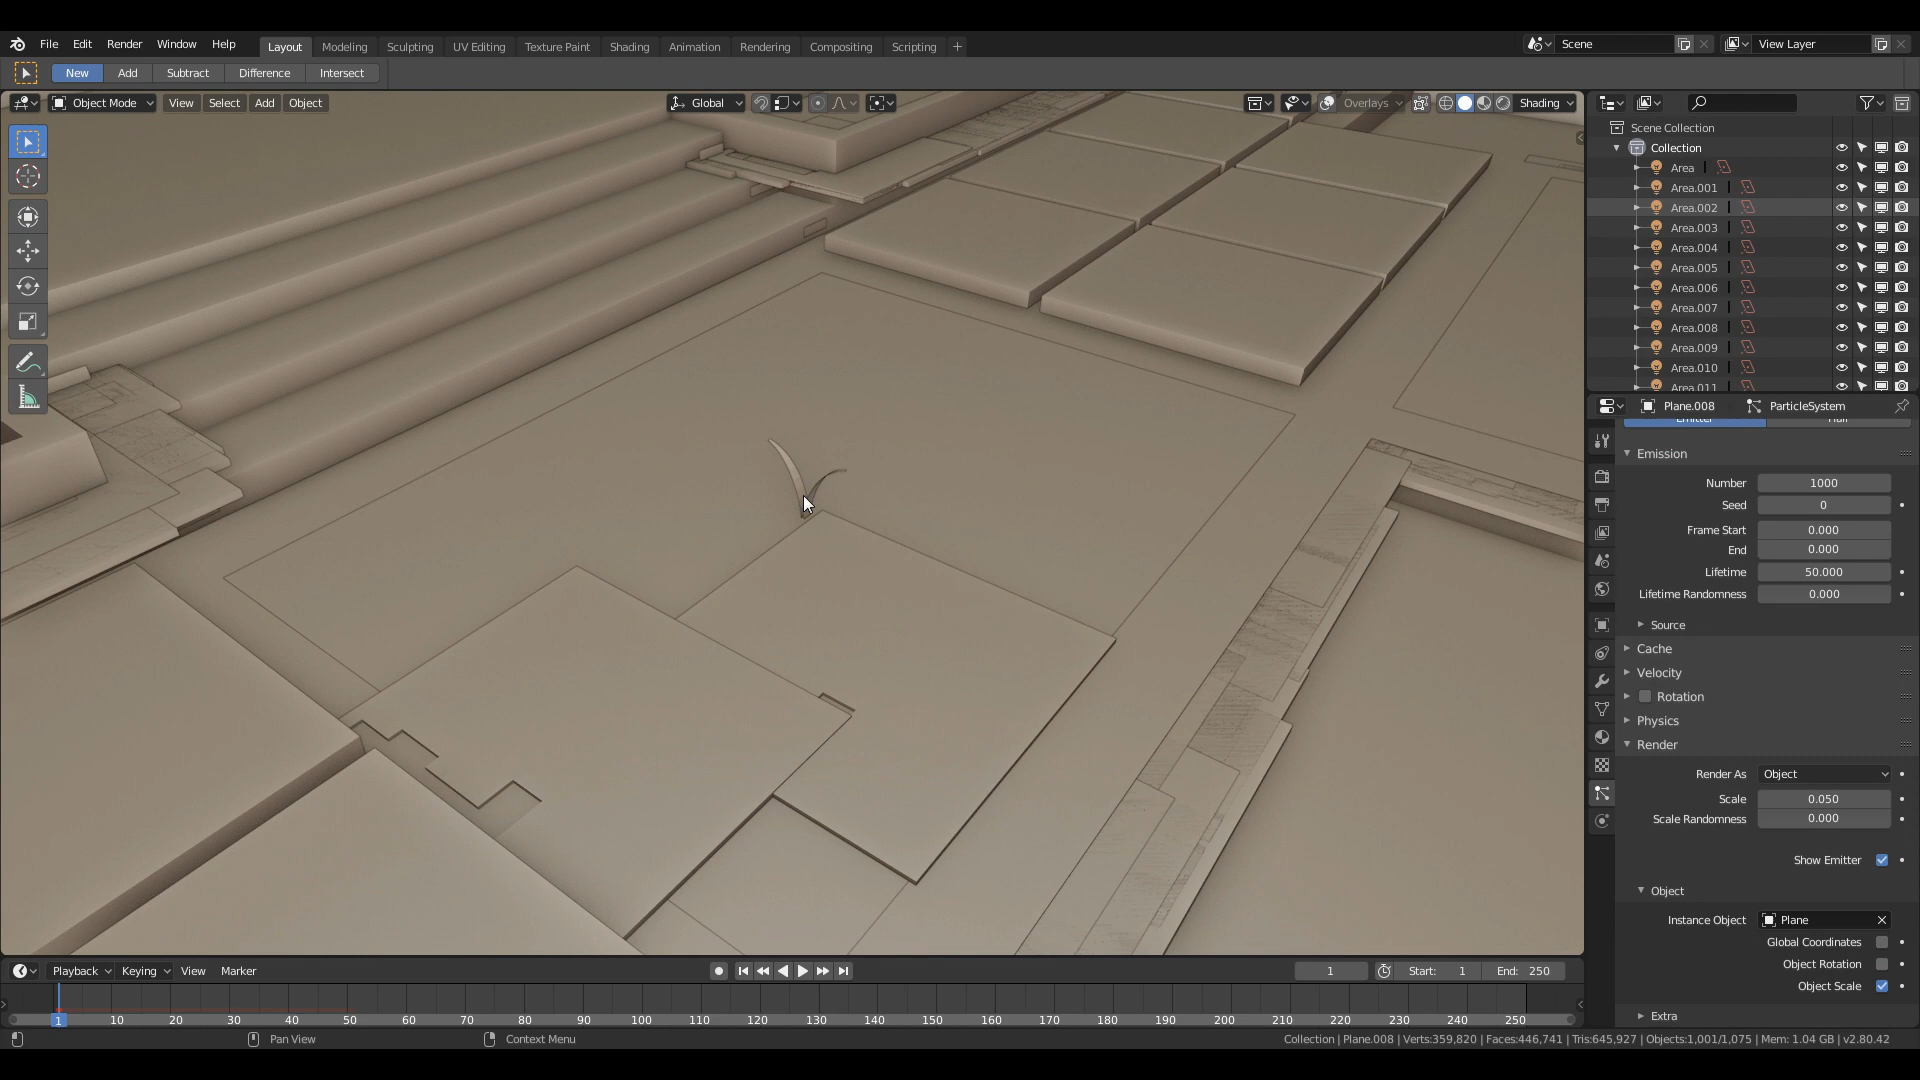 File Edit Render Window Help Layout Modeling Sculpting UV Editing Texture Paint Shading Animation Rendering Compositing Scripting + Scene View Layer
New Add Subtract Difference Intersect
Object Mode View Select Add Object Global Overlays Shading
Scene Collection
Collection
Area
Area.001
Area.002
Area.003
Area.004
Area.005
Area.006
Area.007
Area.008
Area.009
Area.010
Area.011
Plane.008 ParticleSystem
Emitter Hair
Emission
Number 1000
Seed 0
Frame Start 0.000
End 0.000
Lifetime 50.000
Lifetime Randomness 0.000
Source
Cache
Velocity
Rotation
Physics
Render
Render As Object
Scale 0.050
Scale Randomness 0.000
Show Emitter
Object
Instance Object Plane
Global Coordinates
Object Rotation
Object Scale
Extra
Playback Keying View Marker 1 Start: 1 End: 250
1 10 20 30 40 50 60 70 80 90 100 110 120 130 140 150 160 170 180 190 200 210 220 230 240 250
Pan View Context Menu Collection | Plane.008 | Verts:359,820 | Faces:446,741 | Tris:645,927 | Objects:1,001/1,075 | Mem: 1.04 GB | v2.80.42